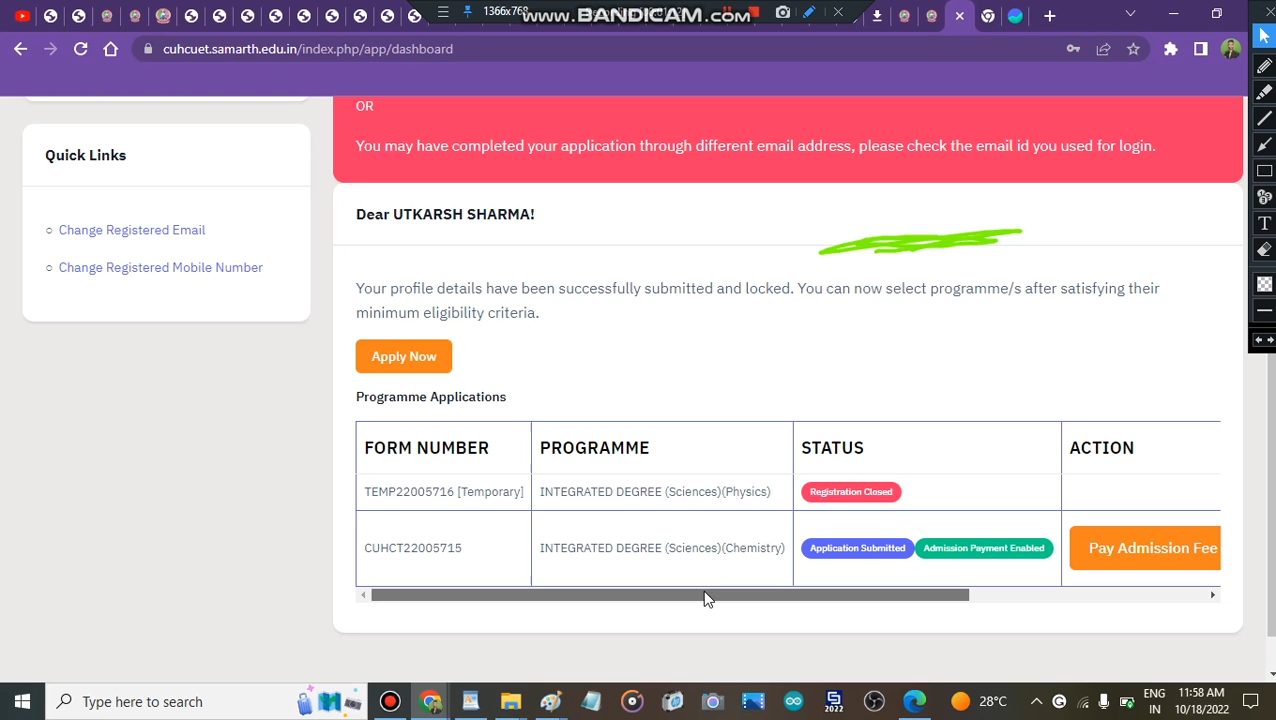 1366x768
www.BANDICAM.com
cuhcuet.samarth.edu.in/index.php/app/dashboard
OR
You may have completed your application through different email address, please check the email id you used for login.
Quick Links
Change Registered Email
Change Registered Mobile Number
Dear UTKARSH SHARMA!
Your profile details have been successfully submitted and locked. You can now select programme/s after satisfying their
minimum eligibility criteria.
Apply Now
Programme Applications
FORM NUMBER PROGRAMME STATUS ACTION
TEMP22005716 [Temporary] INTEGRATED DEGREE (Sciences)(Physics) Registration Closed
CUHCT22005715 INTEGRATED DEGREE (Sciences)(Chemistry) Application Submitted Admission Payment Enabled Pay Admission Fee
Type here to search
2022
28°C
ENG
IN
11:58 AM
10/18/2022